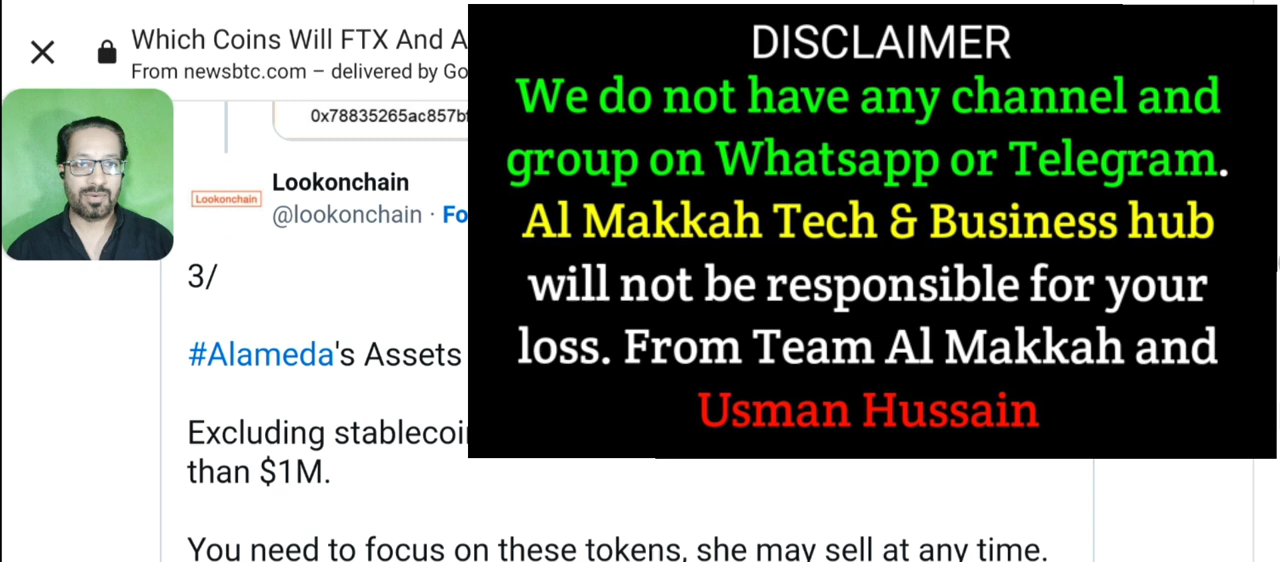 Which Coins Will FTX And A
From newsbtc.com – delivered by Go
0x78835265ac857b
Lookonchain
Lookonchain
@lookonchain · Fo
3/
#Alameda's Assets
Excluding stablecoi
than $1M.
You need to focus on these tokens, she may sell at any time.
DISCLAIMER
We do not have any channel and
group on Whatsapp or Telegram.
Al Makkah Tech & Business hub
will not be responsible for your
loss. From Team Al Makkah and
Usman Hussain